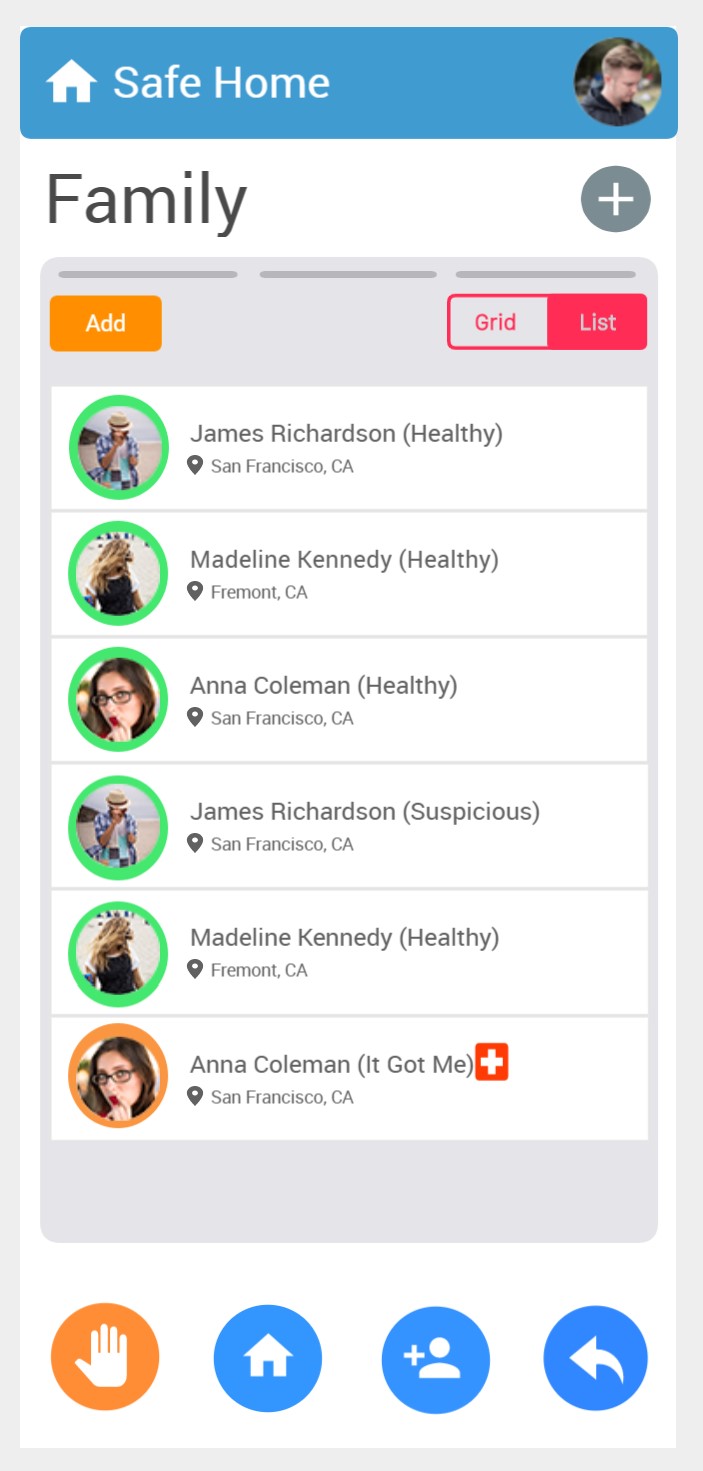 Safe Home
Family
Add
Grid
List
James Richardson (Healthy)
San Francisco, CA
Madeline Kennedy (Healthy)
Fremont, CA
Anna Coleman (Healthy)
San Francisco, CA
James Richardson (Suspicious)
San Francisco, CA
Madeline Kennedy (Healthy)
Fremont, CA
Anna Coleman (It Got Me)
San Francisco, CA